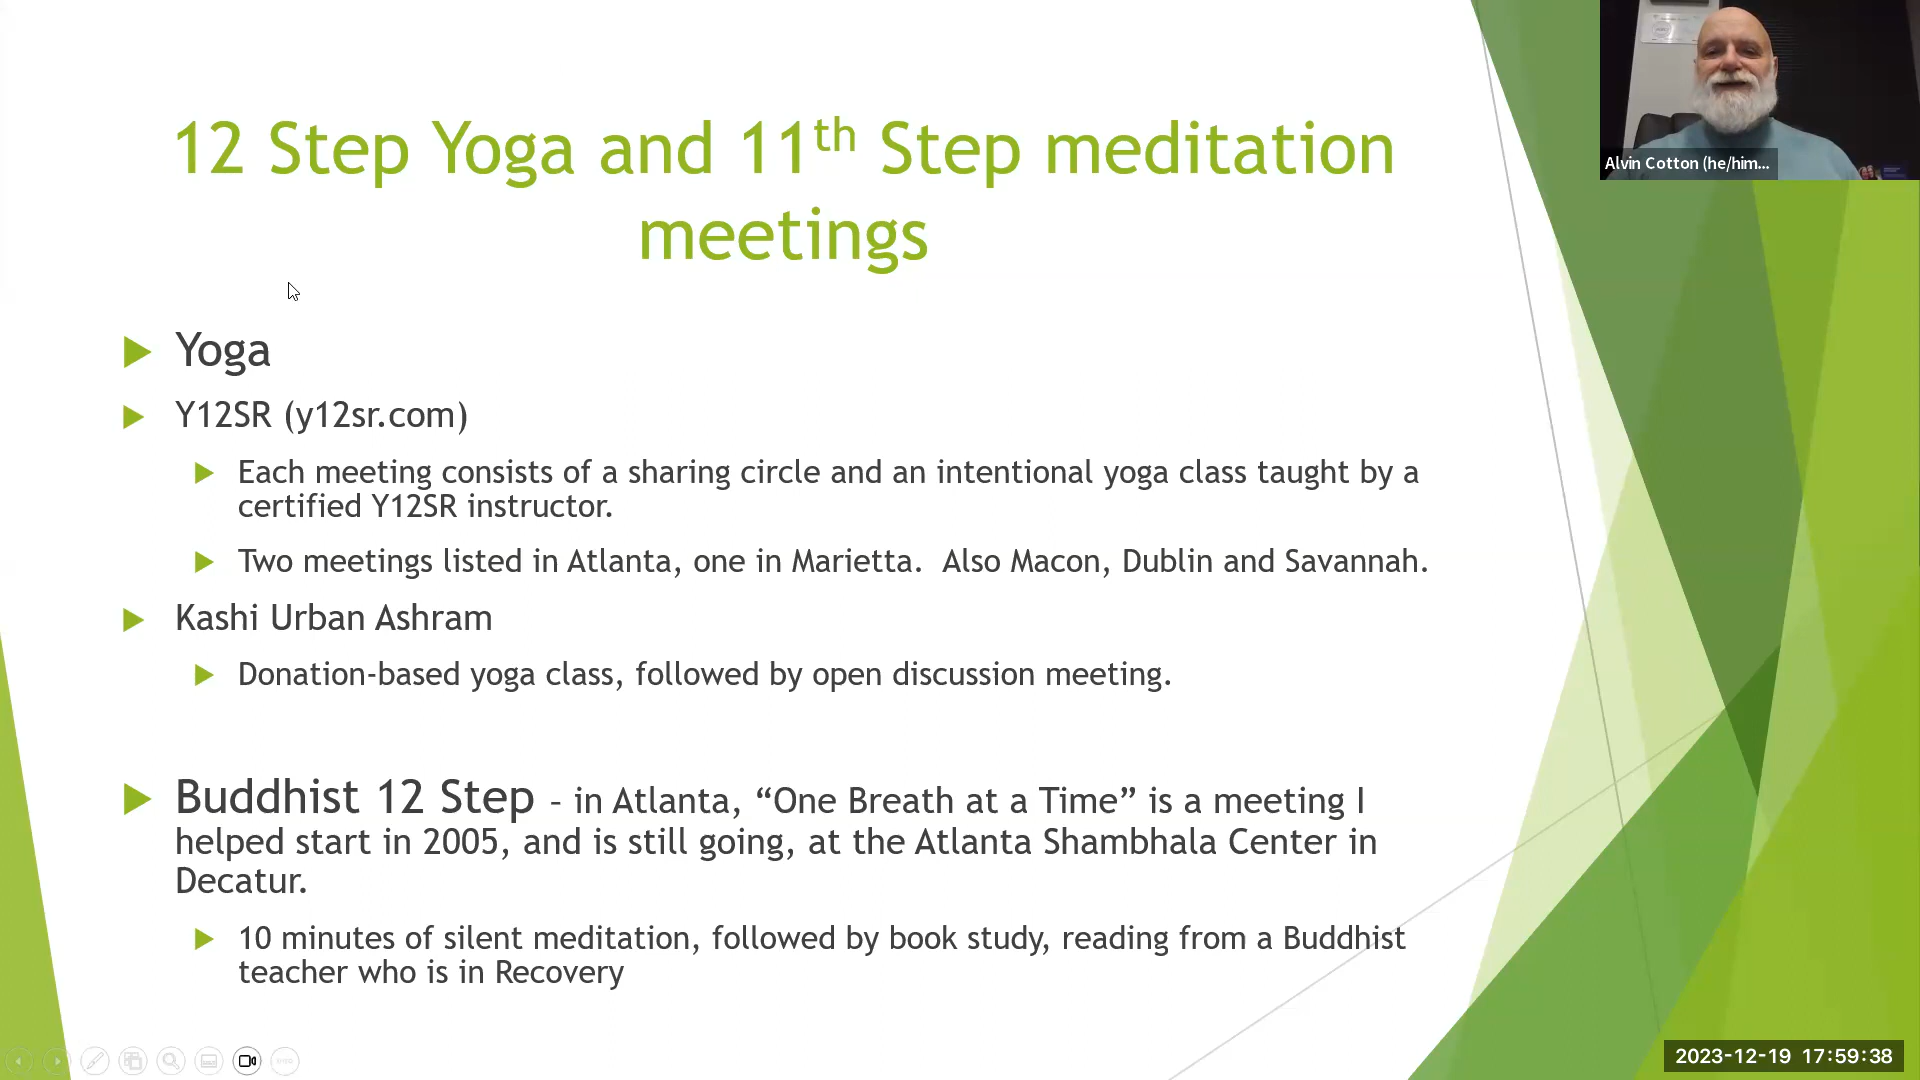 12 Step Yoga and 11th Step meditation
meetings
Alvin Cotton (he/him...
Yoga
Y12SR (y12sr.com)
Each meeting consists of a sharing circle and an intentional yoga class taught by a
certified Y12SR instructor.
Two meetings listed in Atlanta, one in Marietta.  Also Macon, Dublin and Savannah.
Kashi Urban Ashram
Donation-based yoga class, followed by open discussion meeting.
Buddhist 12 Step – in Atlanta, “One Breath at a Time” is a meeting I
helped start in 2005, and is still going, at the Atlanta Shambhala Center in
Decatur.
10 minutes of silent meditation, followed by book study, reading from a Buddhist
teacher who is in Recovery
2023-12-19 17:59:38